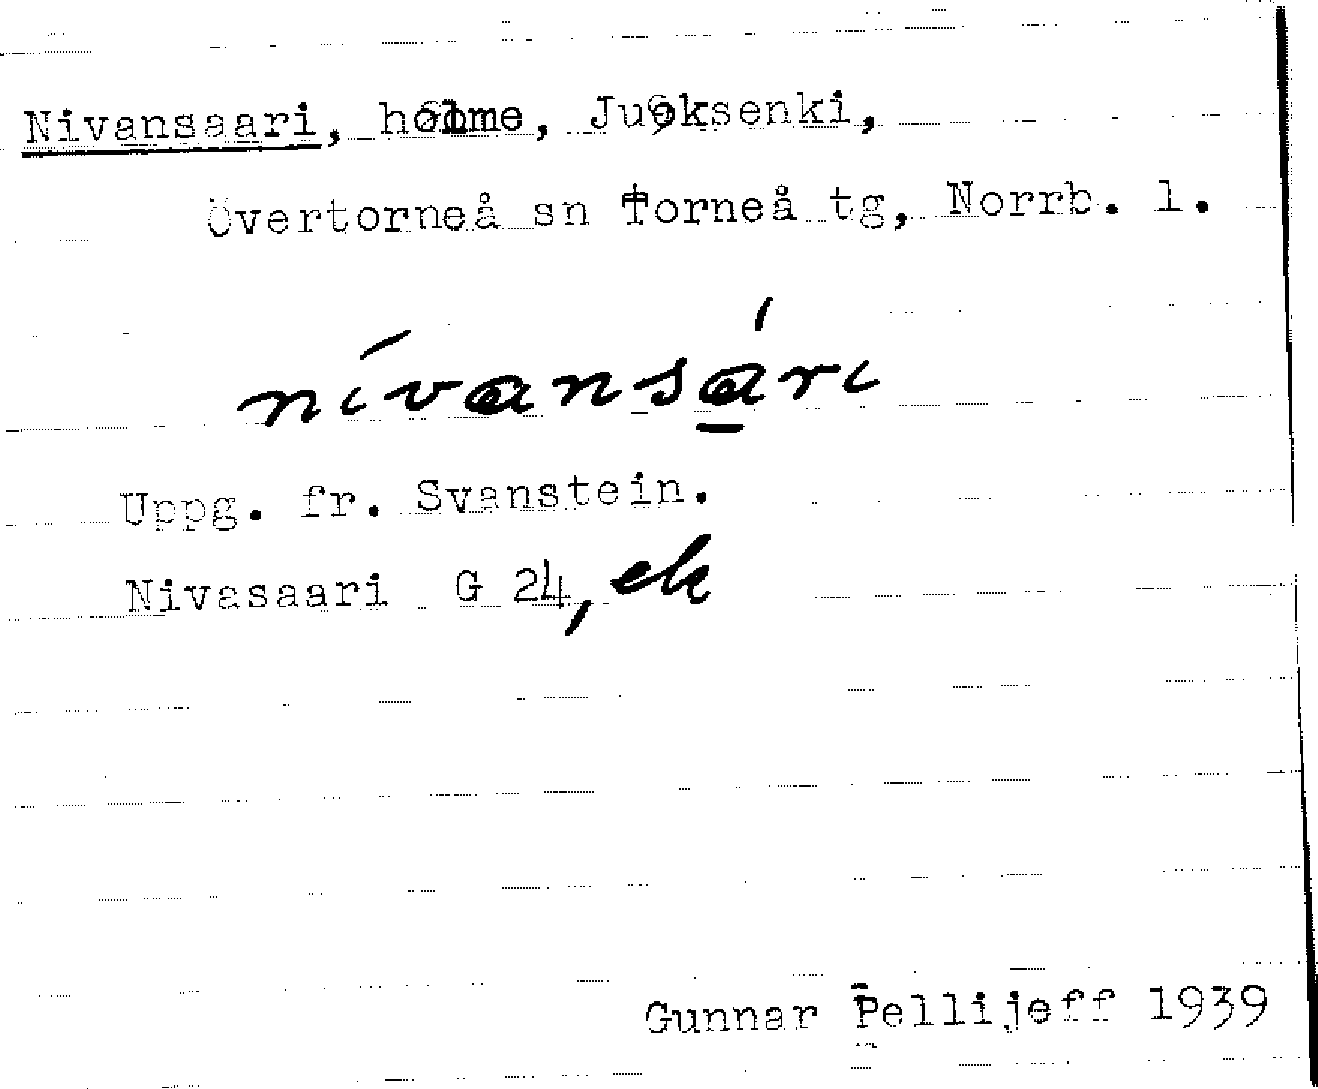 Nivansaari, holme, Juoksenki,
Övertorneå sn Torneå tg, Norrb. l.
nívansári
Uppg. fr. Svanstein.
Nivasaari G 24, ek
Gunnar Pellijeff 1939